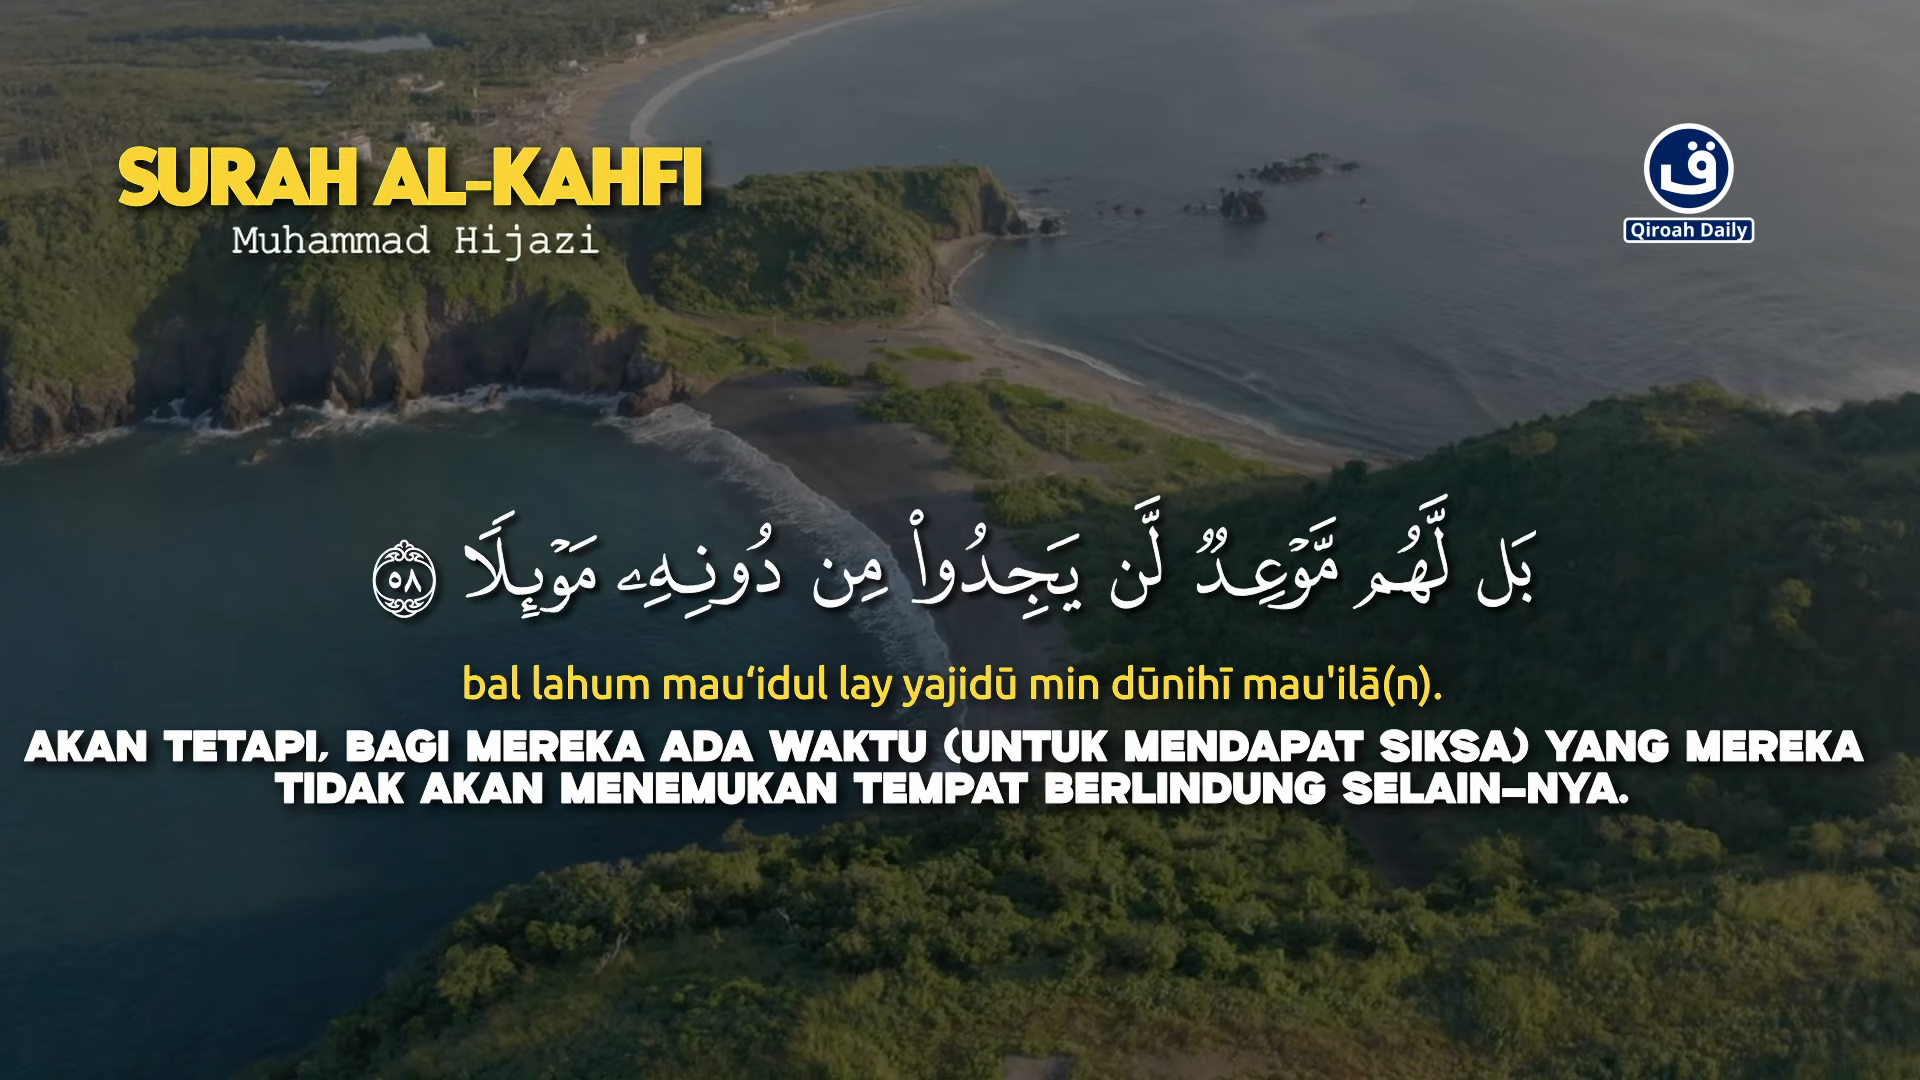 SURAH AL-KAHFI
Muhammad Hijazi
ق
Qiroah Daily
بَل لَّهُم مَّوْعِدٌ لَّن يَجِدُوا۟ مِن دُونِهِۦ مَوْئِلًا ٥٨
bal lahum mau‘idul lay yajidū min dūnihī mau'ilā(n).
AKAN TETAPI, BAGI MEREKA ADA WAKTU (UNTUK MENDAPAT SIKSA) YANG MEREKA
TIDAK AKAN MENEMUKAN TEMPAT BERLINDUNG SELAIN-NYA.